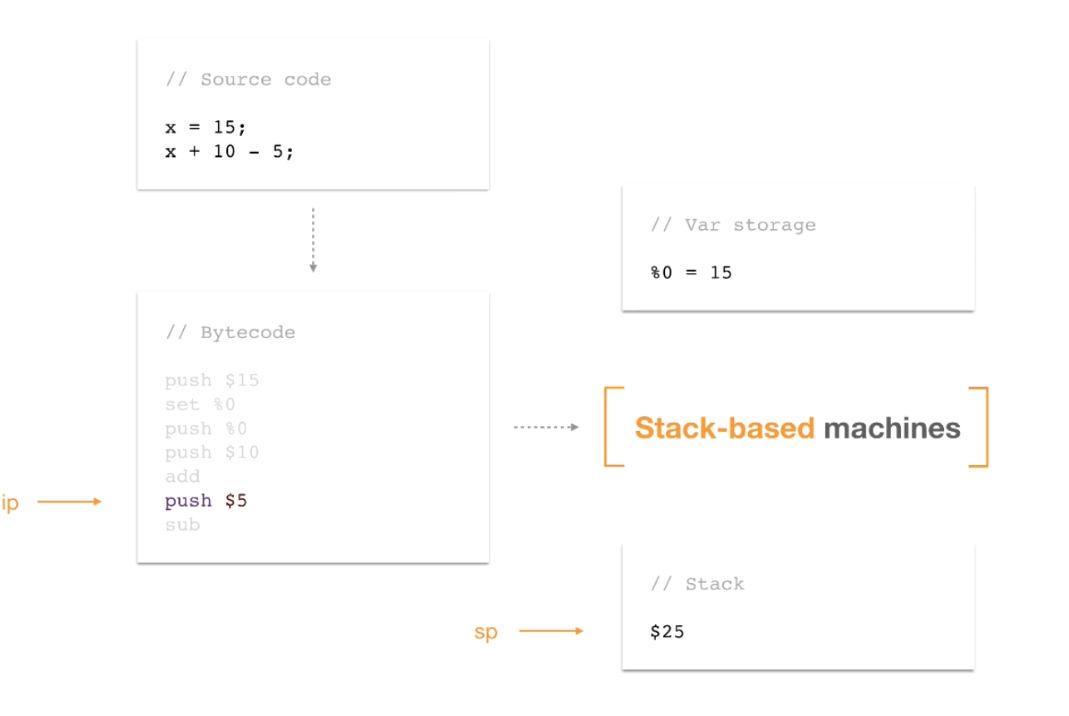 // Source code
x = 15;
x + 10 - 5;
// Var storage
%0 = 15
// Bytecode
push $15
set %0
push %0
push $10
add
push $5
sub
ip
Stack-based machines
// Stack
$25
sp